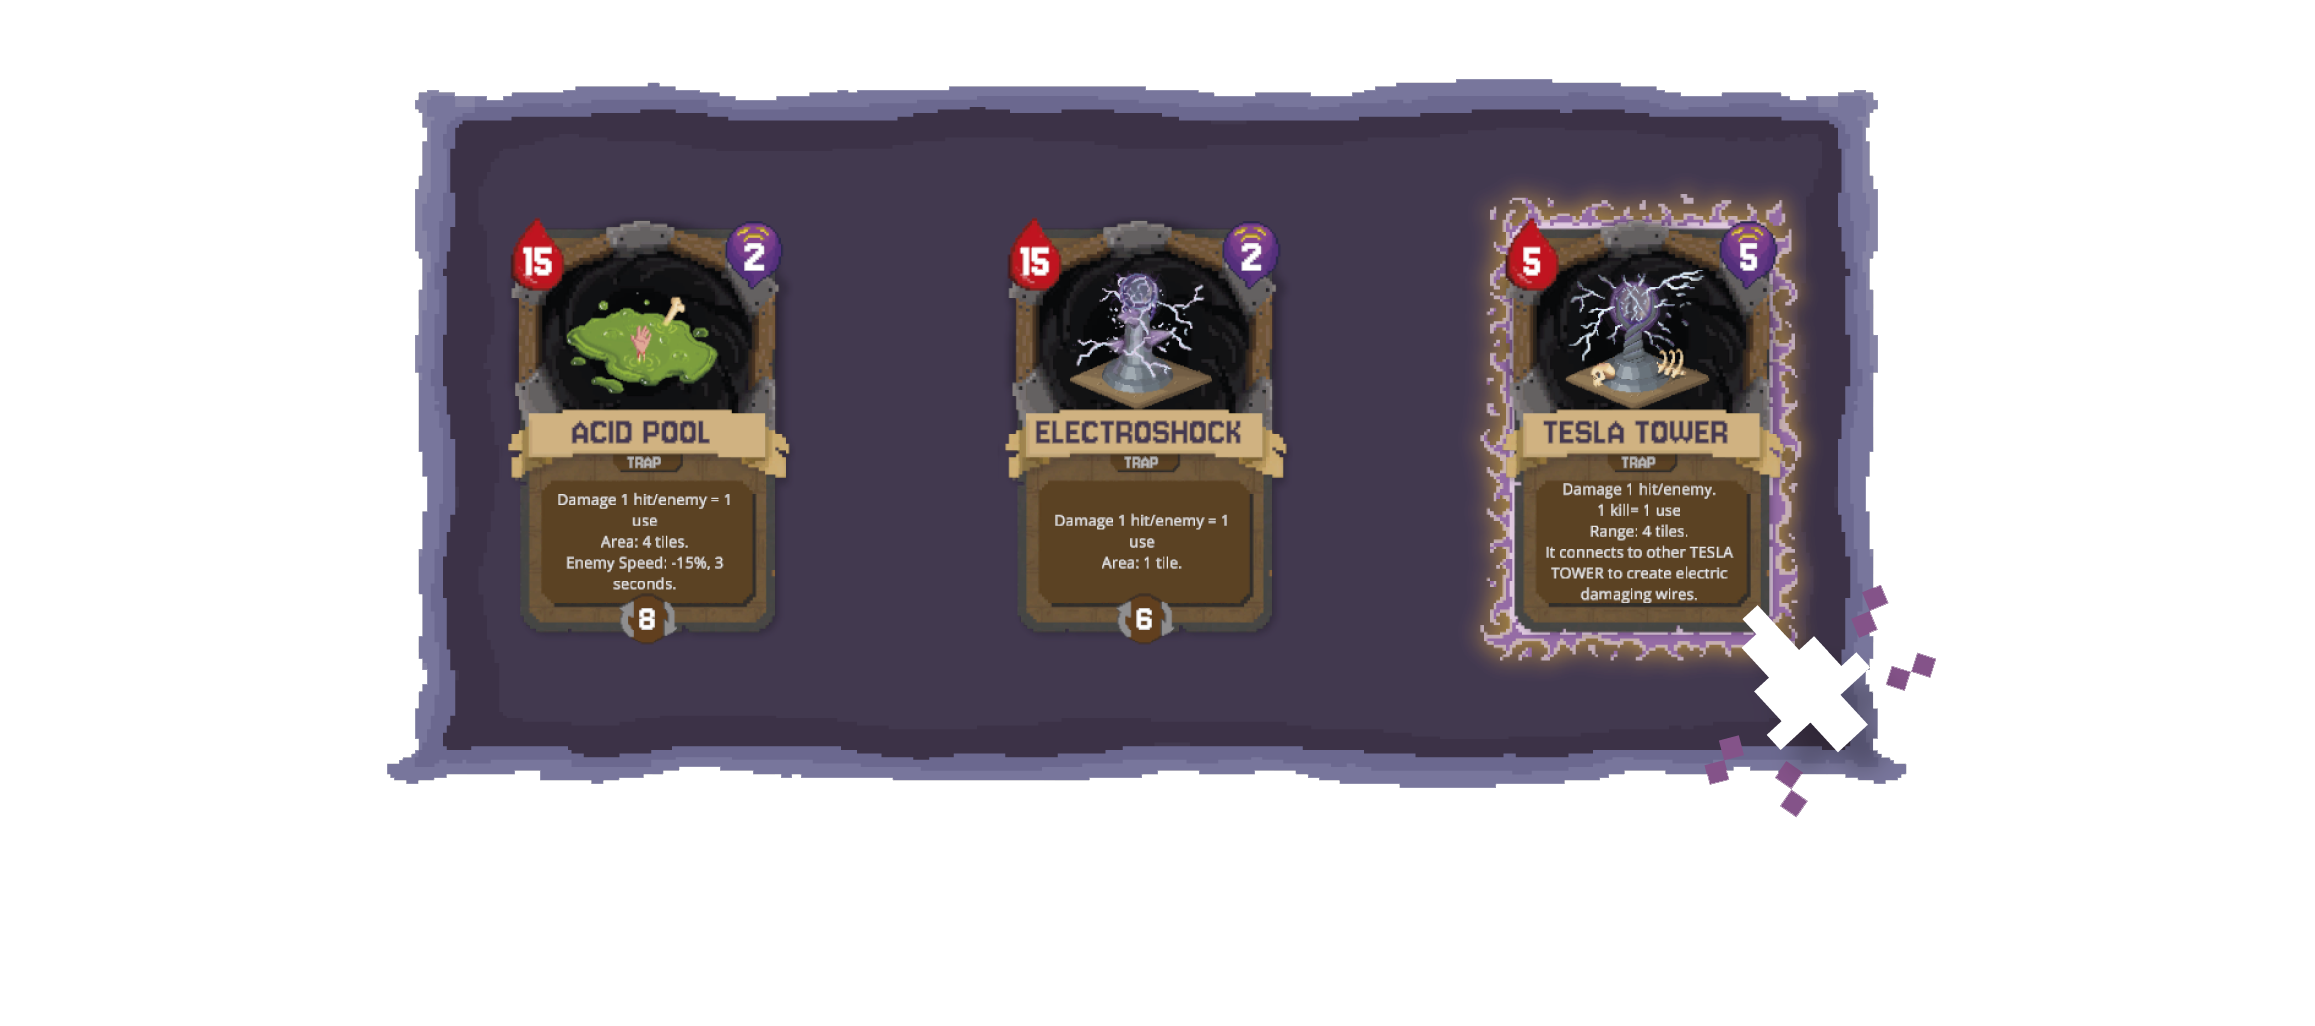 15
2
ACID POOL
TRAP
Damage 1 hit/enemy = 1
use
Area: 4 tiles.
Enemy Speed: -15%, 3
seconds.
8
15
2
ELECTROSHOCK
TRAP
Damage 1 hit/enemy = 1
use
Area: 1 tile.
6
5
5
TESLA TOWER
TRAP
Damage 1 hit/enemy.
1 kill= 1 use
Range: 4 tiles.
It connects to other TESLA
TOWER to create electric
damaging wires.